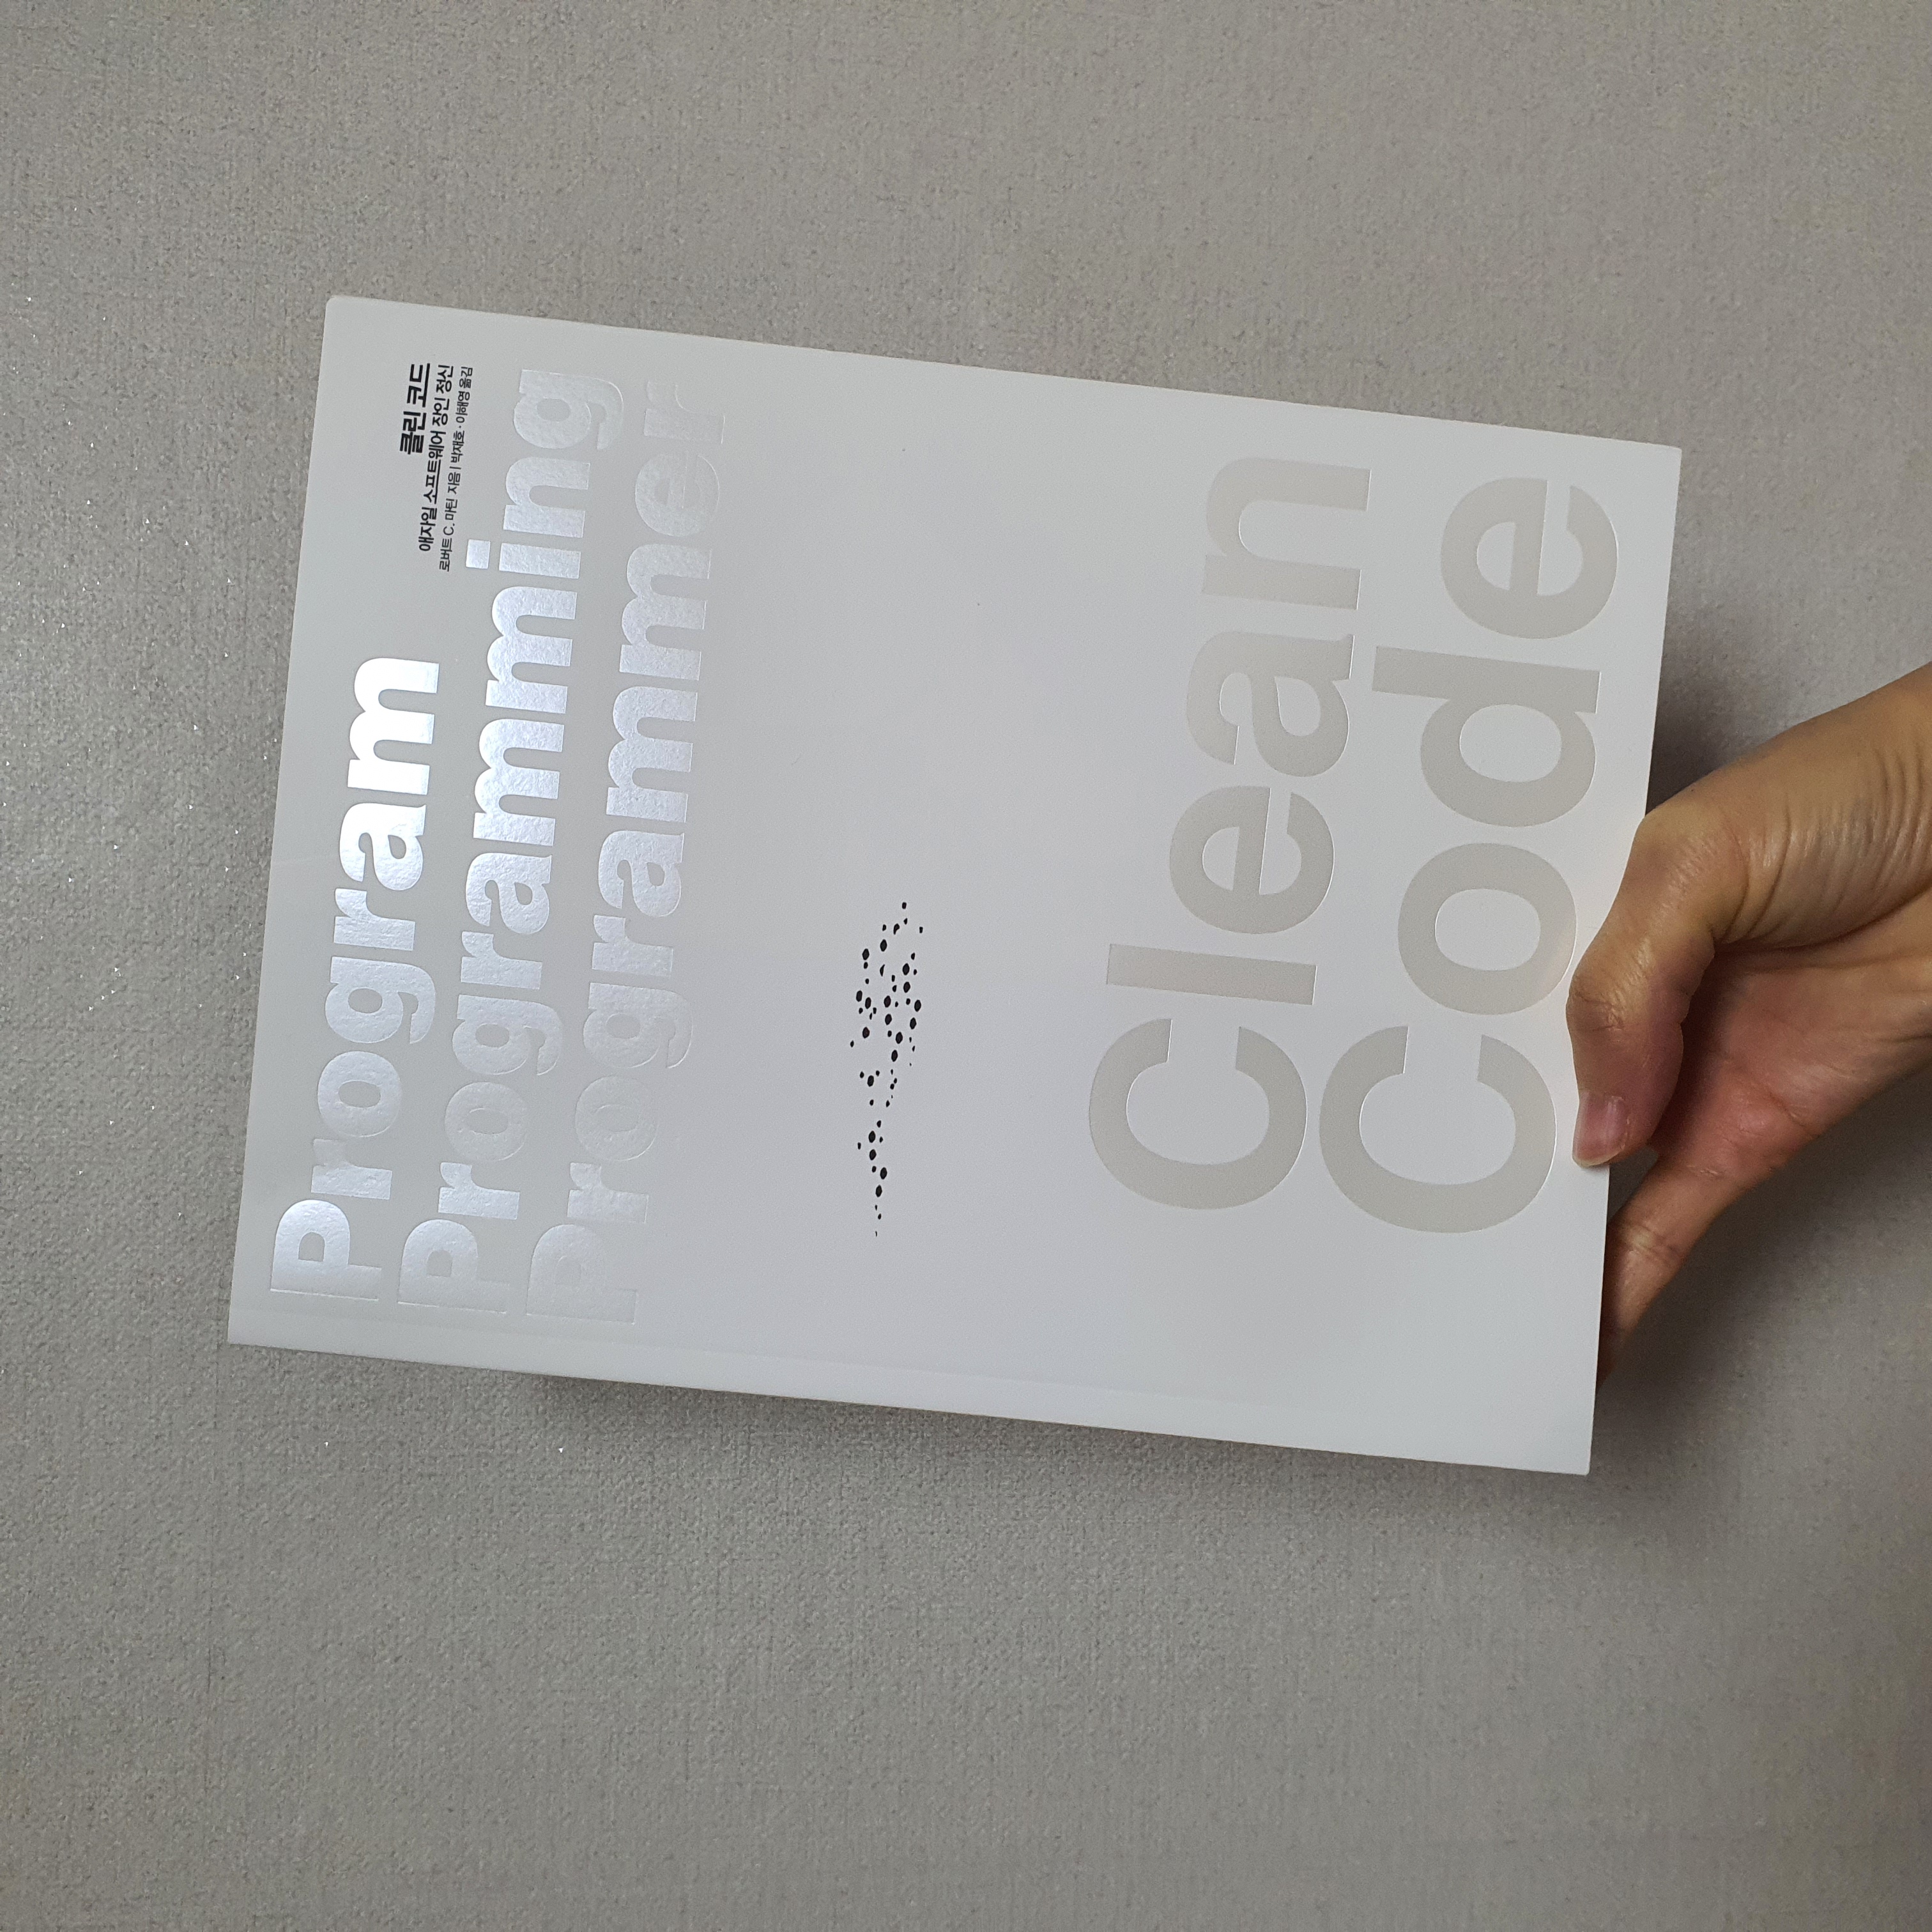 Program
클린 코드
애자일 소프트웨어 장인 정신
로버트 C. 마틴 지음 | 박재호 · 이해영 옮김
Programming
Programmer
Clean
Code